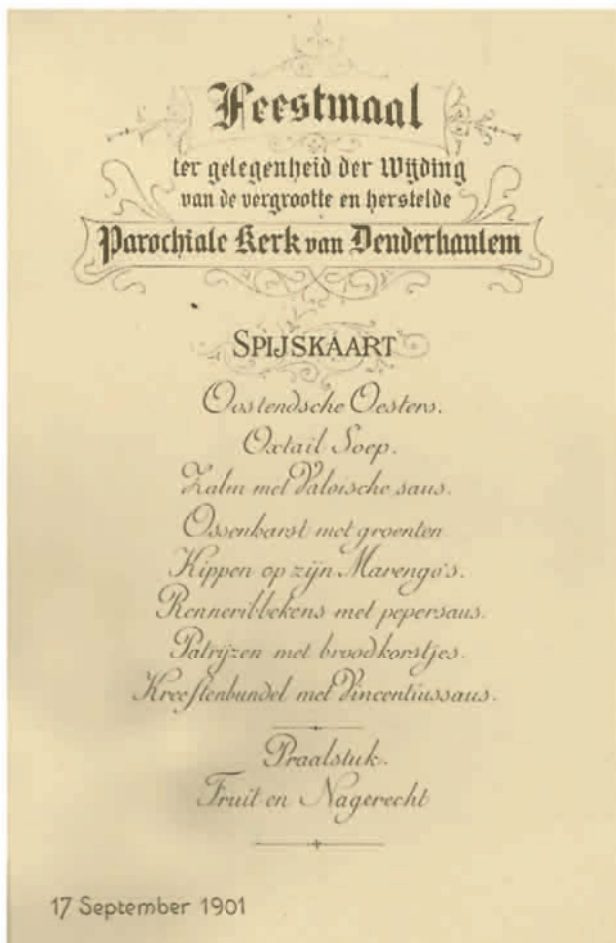 Feestmaal
ter gelegenheid der Wijding
van de vergrootte en herstelde
Parochiale Kerk van Denderhautem
SPIJSKAART
Oostendsche Oesters.
Oxtail Soep.
Zalm met Valoische saus.
Ossenharst met groenten
Kippen op zijn Marengo's.
Renneribbekens met pepersaus.
Patrijzen met broodkorstjes.
Kreeftenbundel met Vincentiussaus.
Praalstuk.
Fruit en Nagerecht
17 September 1901